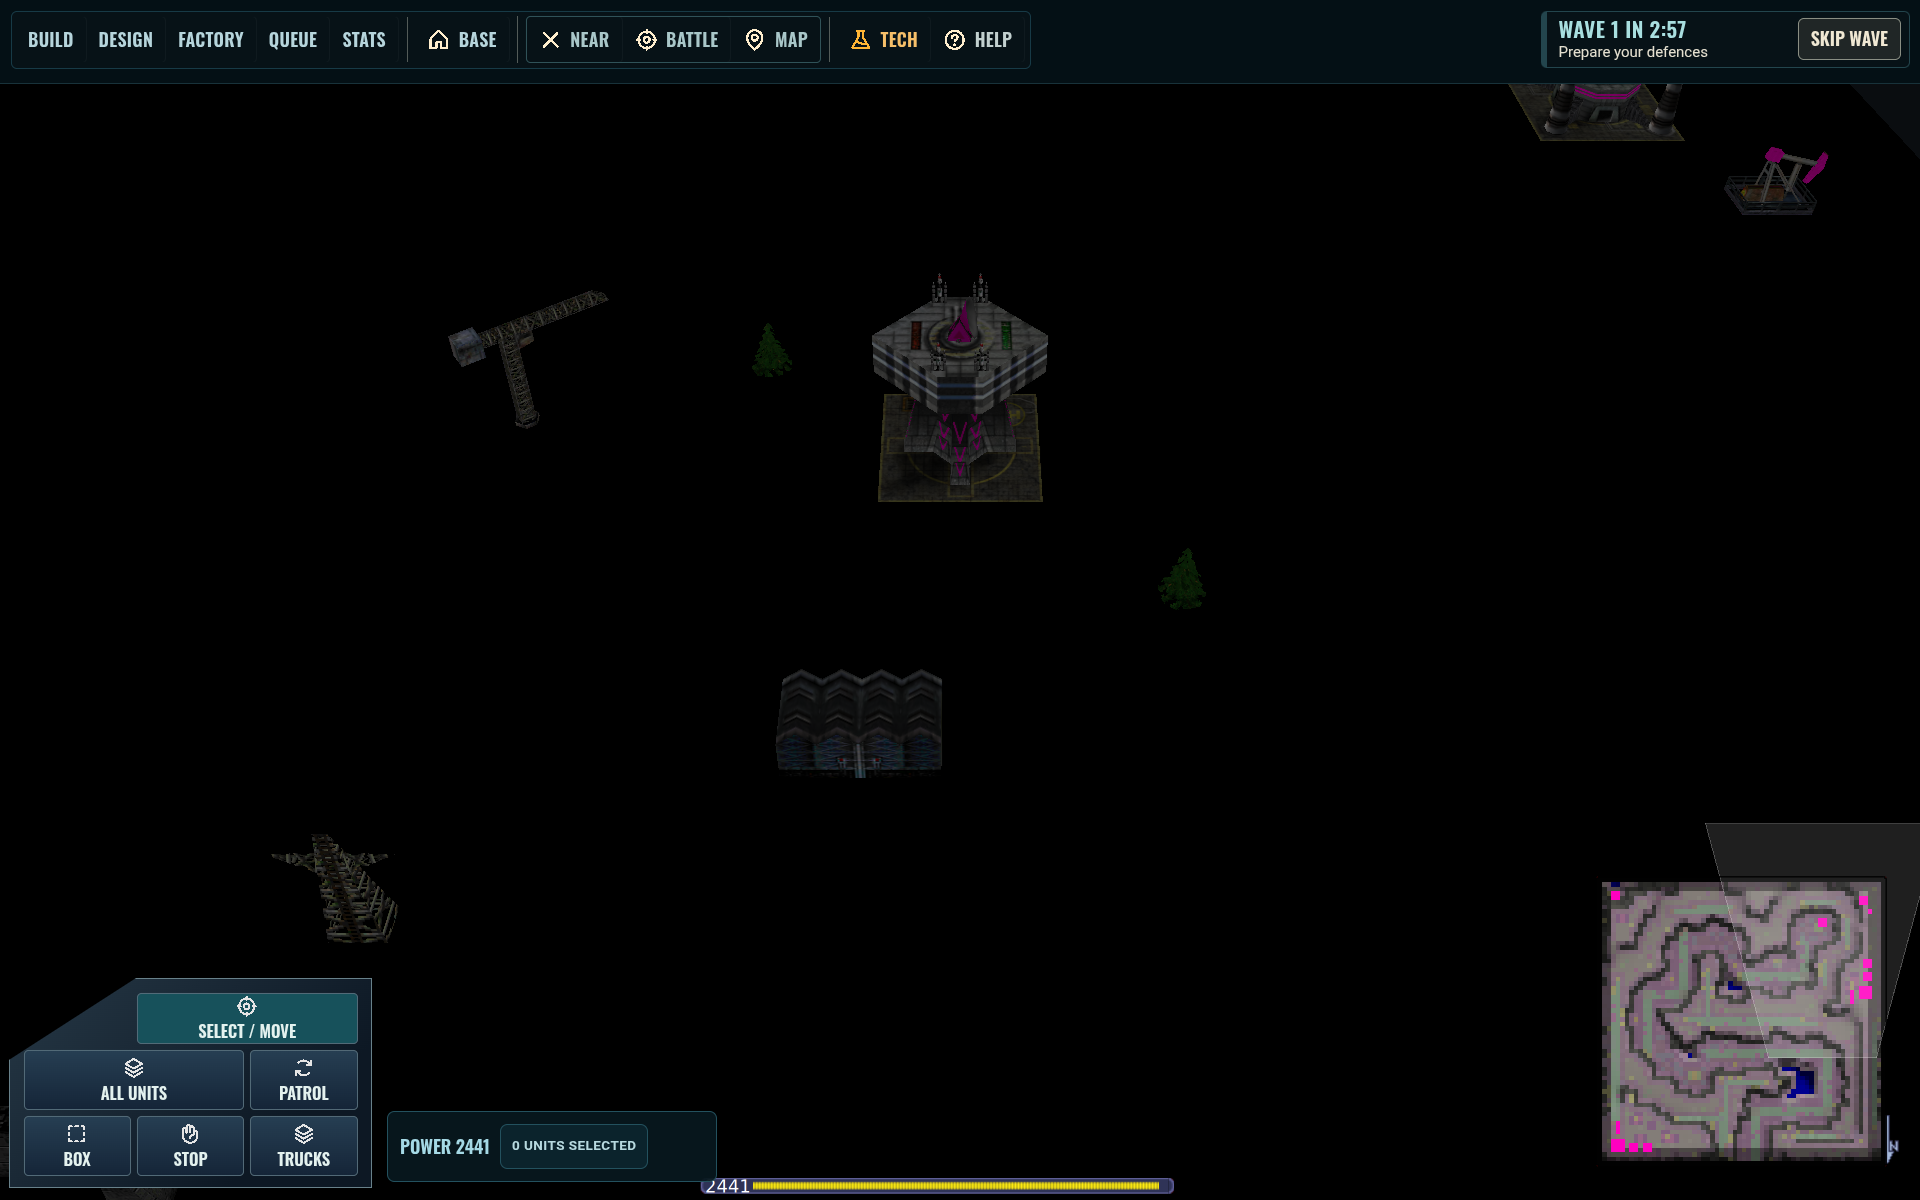 BUILD
DESIGN
FACTORY
QUEUE
STATS
BASE
NEAR
BATTLE
MAP
TECH
HELP
WAVE 1 IN 2:57
Prepare your defences
SKIP WAVE
SELECT / MOVE
ALL UNITS
PATROL
BOX
STOP
TRUCKS
POWER 2441
0 UNITS SELECTED
2441
N